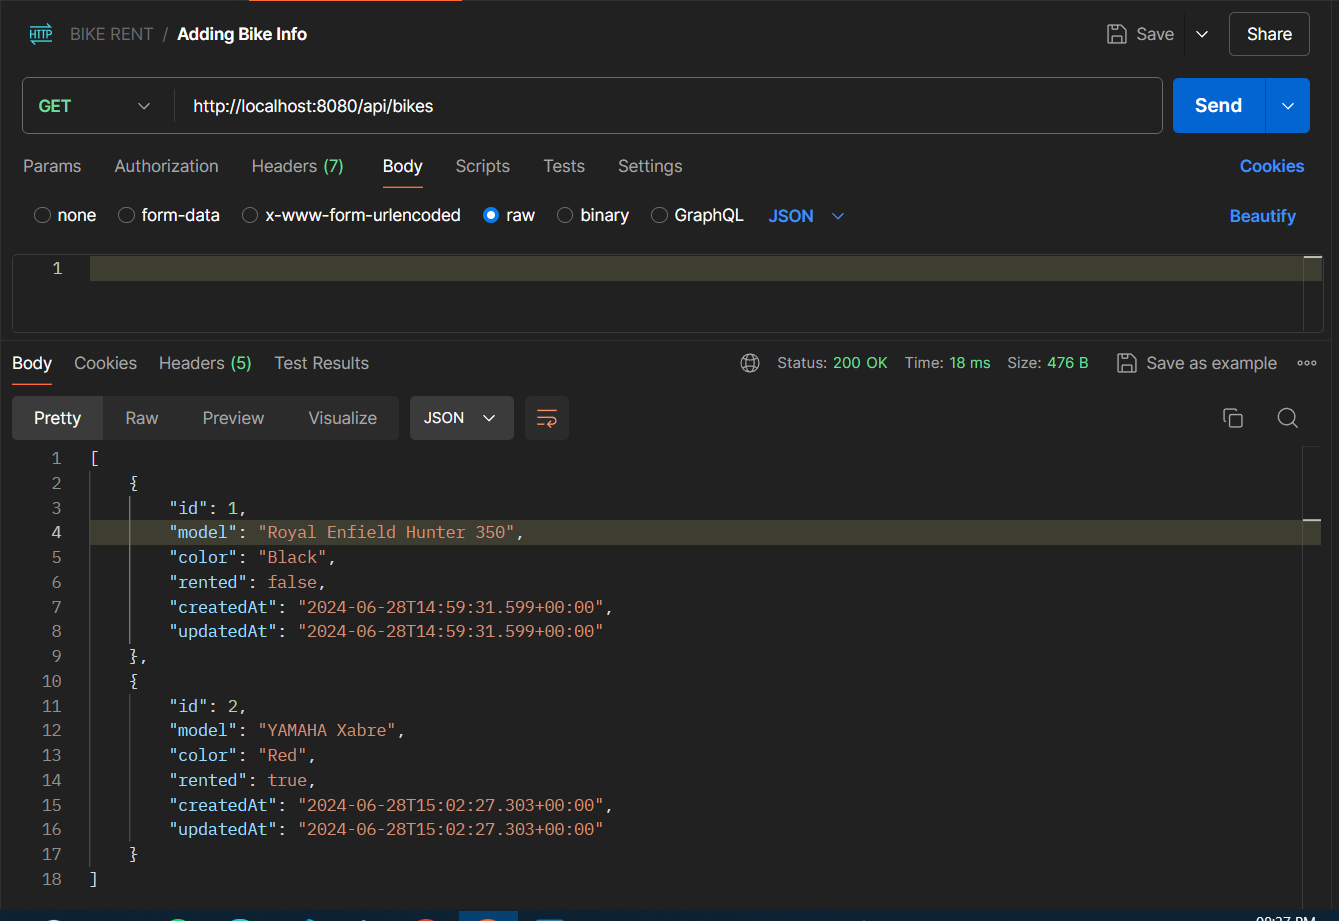 HTTP BIKE RENT / Adding Bike Info Save Share
GET http://localhost:8080/api/bikes Send
Params Authorization Headers (7) Body Scripts Tests Settings Cookies
none form-data x-www-form-urlencoded raw binary GraphQL JSON Beautify
1
Body Cookies Headers (5) Test Results Status: 200 OK Time: 18 ms Size: 476 B Save as example
Pretty Raw Preview Visualize JSON
1 [
2 {
3 "id": 1,
4 "model": "Royal Enfield Hunter 350",
5 "color": "Black",
6 "rented": false,
7 "createdAt": "2024-06-28T14:59:31.599+00:00",
8 "updatedAt": "2024-06-28T14:59:31.599+00:00"
9 },
10 {
11 "id": 2,
12 "model": "YAMAHA Xabre",
13 "color": "Red",
14 "rented": true,
15 "createdAt": "2024-06-28T15:02:27.303+00:00",
16 "updatedAt": "2024-06-28T15:02:27.303+00:00"
17 }
18 ]